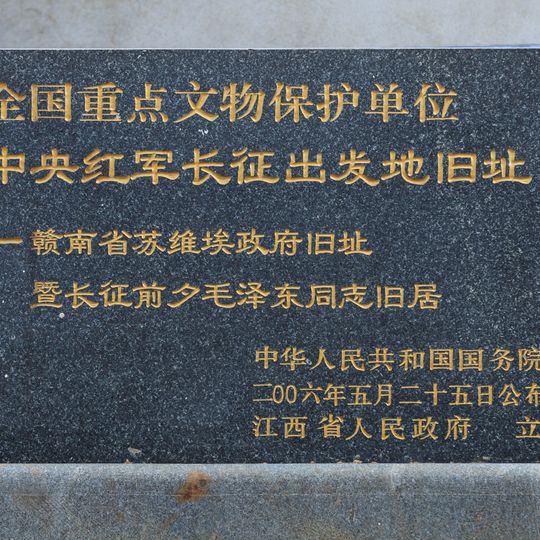 全国重点文物保护单位
中央红军长征出发地旧址
一赣南省苏维埃政府旧址
暨长征前夕毛泽东同志旧居
中华人民共和国国务院
二00六年五月二十五日公布
江西省人民政府 立